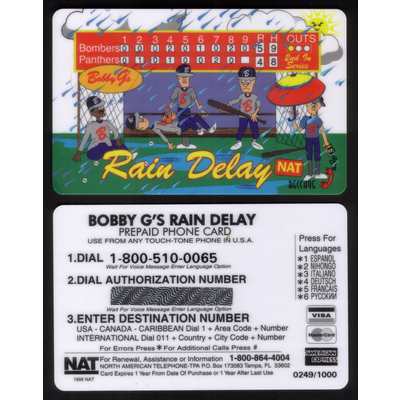 1 2 3 4 5 6 7 8 9 R H CUTS
Bombers 0 0 0 2 0 1 0 2 0 5 9
Panthers 0 1 0 0 0 1 2 0 4 8
End In Series
Bobby Gs
Rain Delay NAT
BOBBY G'S RAIN DELAY
PREPAID PHONE CARD
USE FROM ANY TOUCH-TONE PHONE IN U.S.A.
1.DIAL 1-800-510-0065
Wait For Voice Message Enter Language Option
2.DIAL AUTHORIZATION NUMBER
Wait For Voice Message Enter Language Option
3.ENTER DESTINATION NUMBER
USA - CANADA - CARIBBEAN Dial 1 + Area Code + Number
INTERNATIONAL Dial 011 + Country + City Code + Number
For Errors Press * For Additional Calls Press #
NAT For Renewal, Assistance or Information 1-800-864-4004
NORTH AMERICAN TELEPHONE-TPA P.O. Box 173083 Tampa, FL 33602
Card Expires 1 Year From Date Of Purchase or 1 Year After Last Use
1995 NAT
Press For
Languages
*1 ESPANOL
*2 NIHONGO
*3 ITALIANO
*4 DEUTSCH
*5 FRANCAIS
*6 РУССКИЙ
VISA
MasterCard
AMERICAN EXPRESS
0249/1000